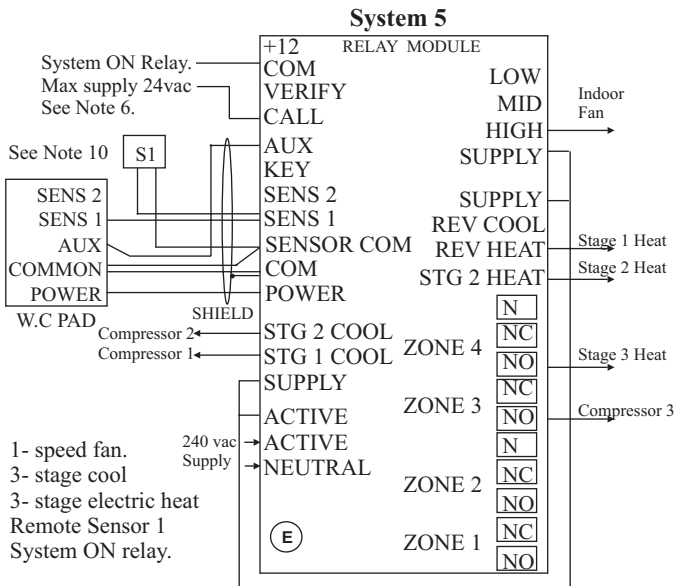 System 5
RELAY MODULE
+12
COM
VERIFY
CALL
AUX
KEY
SENS 2
SENS 1
SENSOR COM
COM
POWER
STG 2 COOL
STG 1 COOL
SUPPLY
ACTIVE
ACTIVE
NEUTRAL
E
System ON Relay.
Max supply 24vac
See Note 6.
See Note 10
S1
SENS 2
SENS 1
AUX
COMMON
POWER
W.C PAD
SHIELD
Compressor 2
Compressor 1
240 vac
Supply
1- speed fan.
3- stage cool
3- stage electric heat
Remote Sensor 1
System ON relay.
LOW
MID
HIGH
SUPPLY
SUPPLY
REV COOL
REV HEAT
STG 2 HEAT
ZONE 4
N
NC
NO
ZONE 3
NC
NO
N
ZONE 2
NC
NO
ZONE 1
NC
NO
Indoor
Fan
Stage 1 Heat
Stage 2 Heat
Stage 3 Heat
Compressor 3